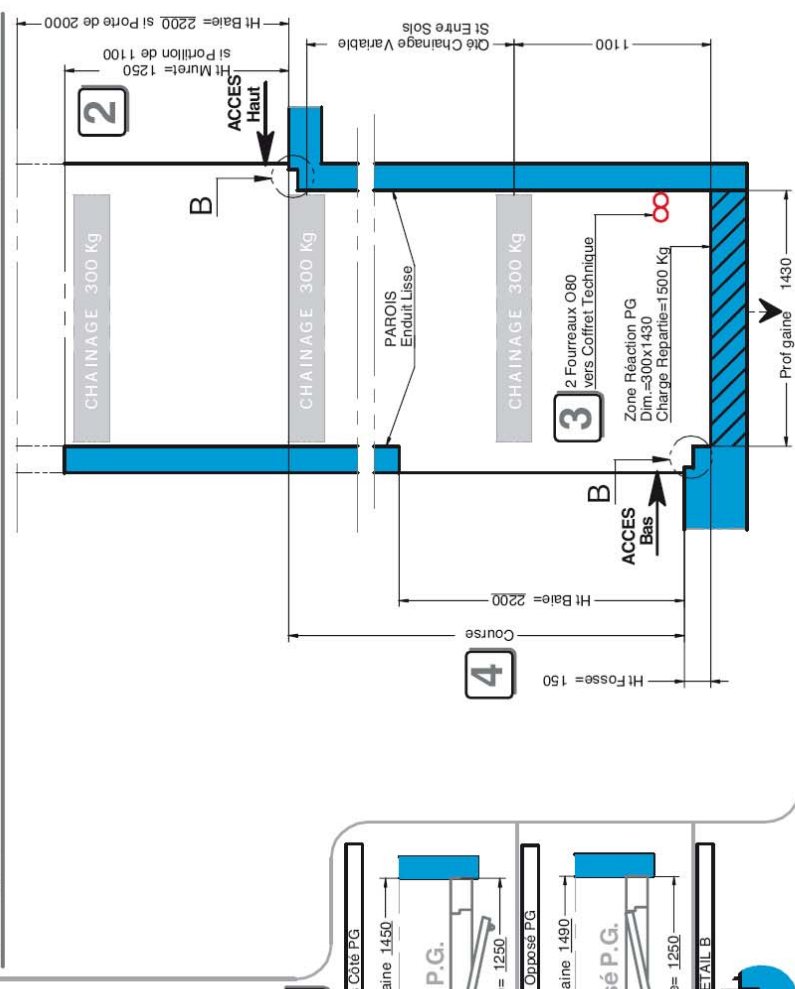 Ht Baie= 2200 si Porte de 2000
Ht Muret= 1250
si Portillon de 1100
2
ACCES
Haut
B
Qté Chainage Variable
St Entre Sols
1100
CHAINAGE 300 Kg
CHAINAGE 300 Kg
CHAINAGE 300 Kg
PAROIS
Enduit Lisse
3
2 Fourreaux O80
vers Coffret Technique
Zone Réaction PG
Dim.=300x1430
Charge Repartie=1500 Kg
Prof gaine 1430
B
ACCES
Bas
Ht Baie= 2200
Course
4
Ht Fosse= 150
Côté PG
aine 1450
P.G.
= 1250
Opposé PG
aine 1490
sé P.G.
= 1250
ETAIL B